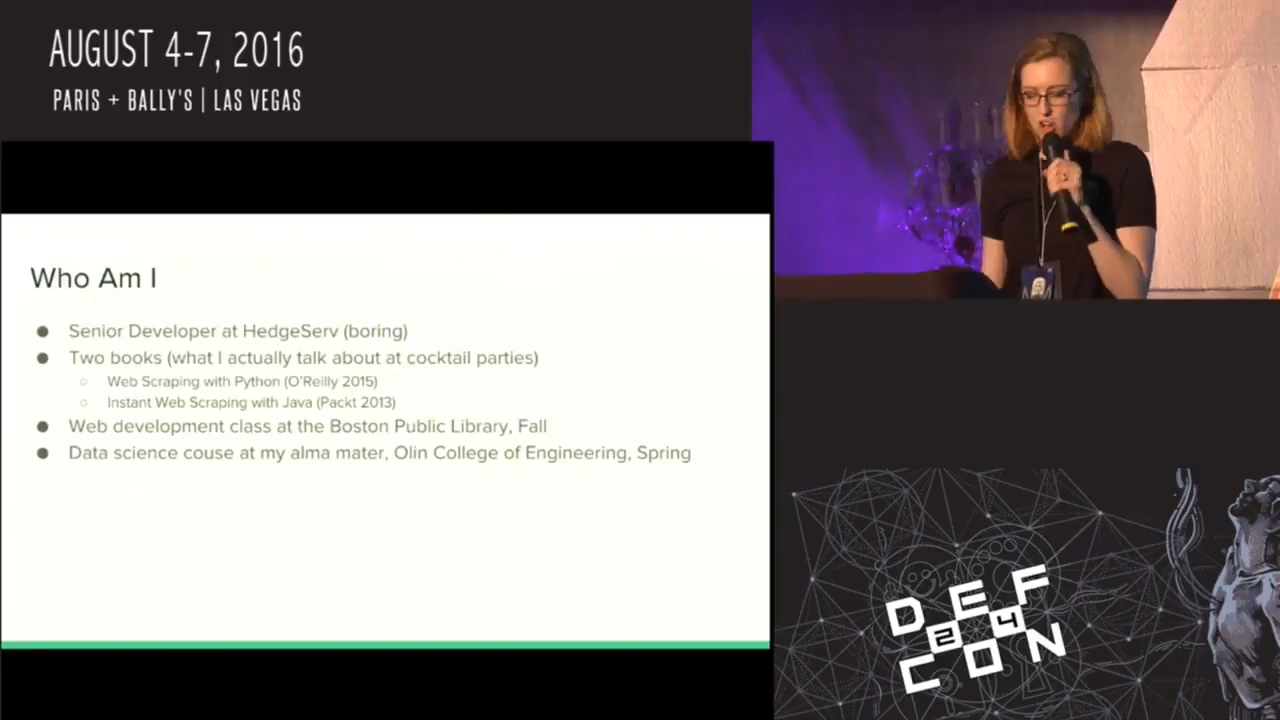 AUGUST 4-7, 2016
PARIS + BALLY'S | LAS VEGAS
Who Am I
Senior Developer at HedgeServ (boring)
Two books (what I actually talk about at cocktail parties)
Web Scraping with Python (O'Reilly 2015)
Instant Web Scraping with Java (Packt 2013)
Web development class at the Boston Public Library, Fall
Data science couse at my alma mater, Olin College of Engineering, Spring
DEF
24
CON